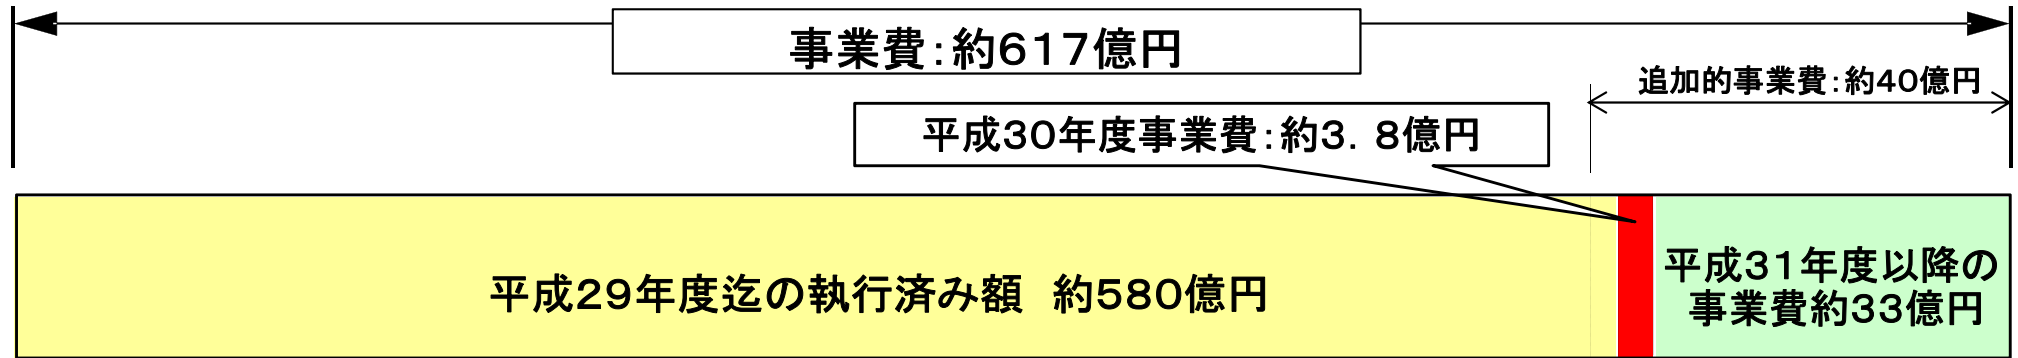 事業費：約６１７億円
追加的事業費：約４０億円
平成３０年度事業費：約３．８億円
平成２９年度迄の執行済み額　約５８０億円
平成３１年度以降の
事業費約３３億円